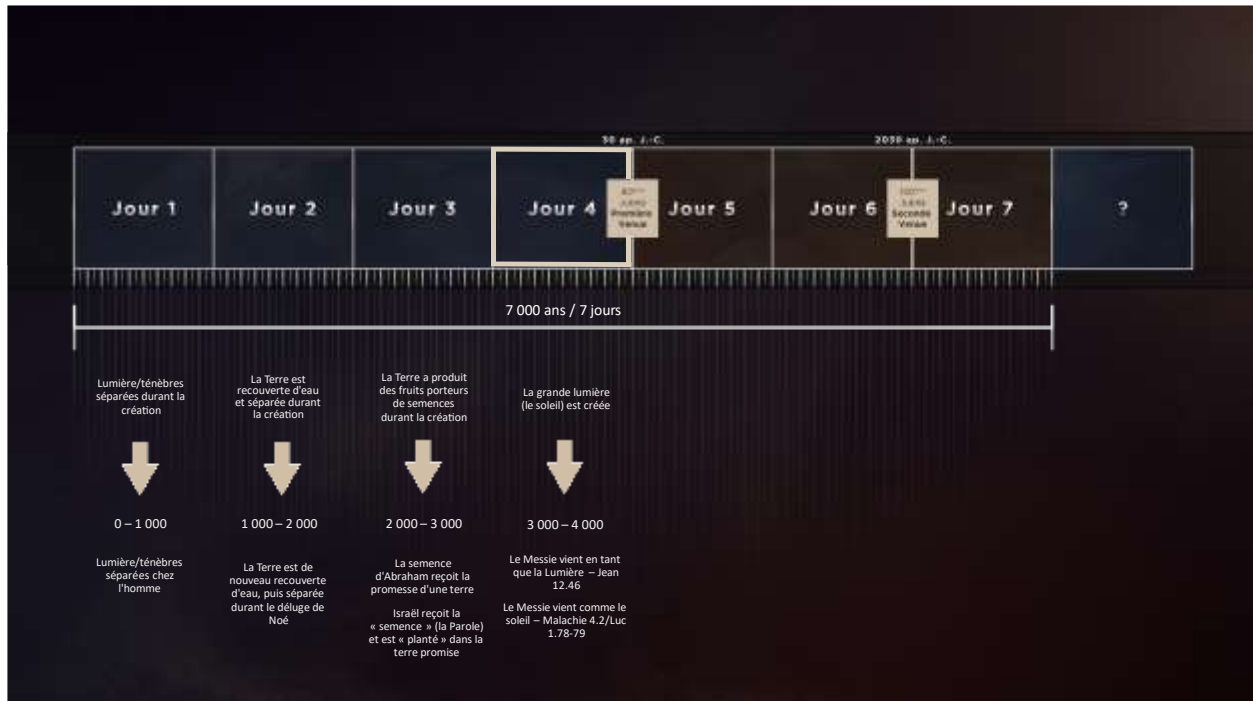 30 ap. J.-C.
2030 ap. J.-C.
Jour 1
Jour 2
Jour 3
Jour 4
Première
Venue
Jour 5
Jour 6
Seconde
Venue
Jour 7
?
7 000 ans / 7 jours
Lumière/ténèbres
séparées durant la
création
La Terre est
recouverte d'eau
et séparée durant
la création
La Terre a produit
des fruits porteurs
de semences
durant la création
La grande lumière
(le soleil) est créée
0 – 1 000
1 000 – 2 000
2 000 – 3 000
3 000 – 4 000
Lumière/ténèbres
séparées chez
l'homme
La Terre est de
nouveau recouverte
d'eau, puis séparée
durant le déluge de
Noé
La semence
d'Abraham reçoit la
promesse d'une terre
Israël reçoit la
« semence » (la Parole)
et est « planté » dans la
terre promise
Le Messie vient en tant
que la Lumière – Jean
12.46
Le Messie vient comme le
soleil – Malachie 4.2/Luc
1.78-79